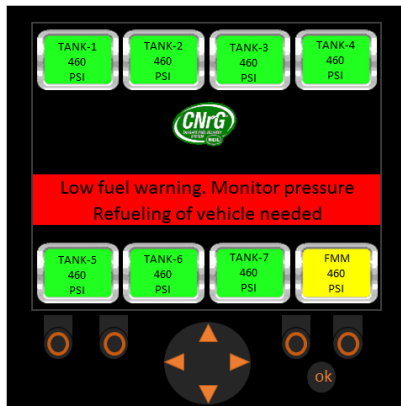 TANK-1
460
PSI
TANK-2
460
PSI
TANK-3
460
PSI
TANK-4
460
PSI
CNrG
Low fuel warning. Monitor pressure
Refueling of vehicle needed
TANK-5
460
PSI
TANK-6
460
PSI
TANK-7
460
PSI
FMM
460
PSI
ok